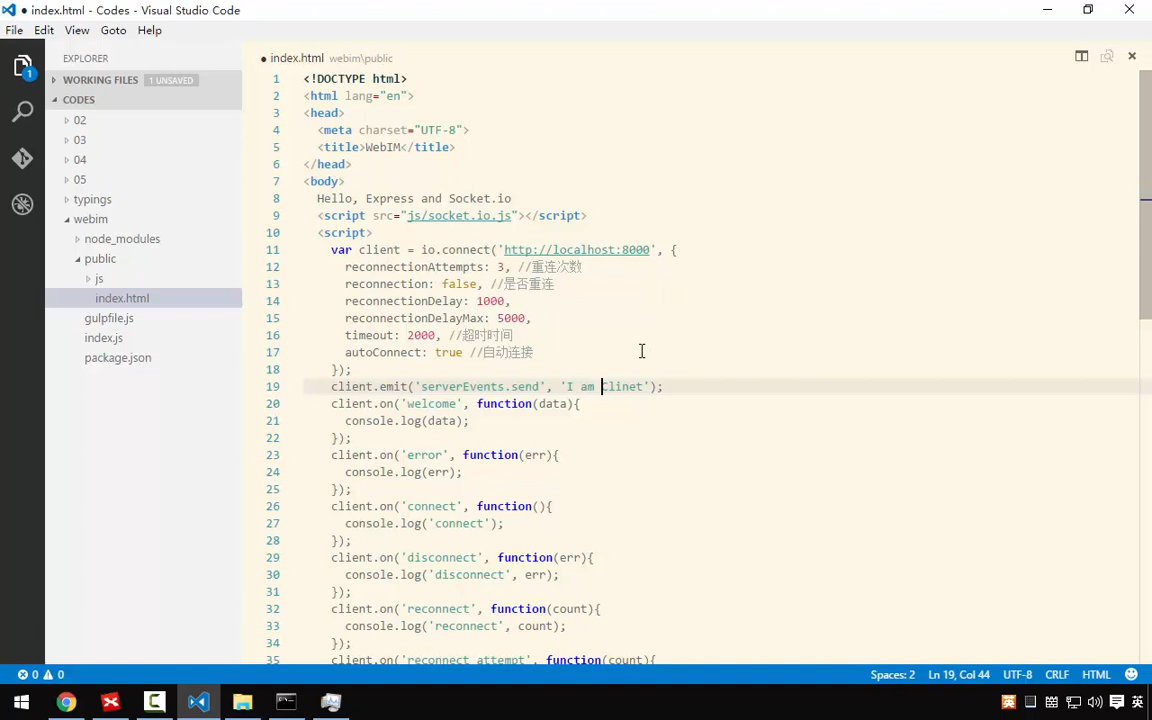 ● index.html - Codes - Visual Studio Code
File Edit View Goto Help
EXPLORER
WORKING FILES 1 UNSAVED
CODES
02
03
04
05
typings
webim
node_modules
public
js
index.html
gulpfile.js
index.js
package.json
1
● index.html webim\public
1 <!DOCTYPE html>
2 <html lang="en">
3 <head>
4 <meta charset="UTF-8">
5 <title>WebIM</title>
6 </head>
7 <body>
8 Hello, Express and Socket.io
9 <script src="js/socket.io.js"></script>
10 <script>
11 var client = io.connect('http://localhost:8000', {
12 reconnectionAttempts: 3, //重连次数
13 reconnection: false, //是否重连
14 reconnectionDelay: 1000,
15 reconnectionDelayMax: 5000,
16 timeout: 2000, //超时时间
17 autoConnect: true //自动连接
18 });
19 client.emit('serverEvents.send', 'I am Clinet');
20 client.on('welcome', function(data){
21 console.log(data);
22 });
23 client.on('error', function(err){
24 console.log(err);
25 });
26 client.on('connect', function(){
27 console.log('connect');
28 });
29 client.on('disconnect', function(err){
30 console.log('disconnect', err);
31 });
32 client.on('reconnect', function(count){
33 console.log('reconnect', count);
34 });
35 client.on('reconnect_attempt', function(count){
0 0 Spaces: 2 Ln 19, Col 44 UTF-8 CRLF HTML
英 英